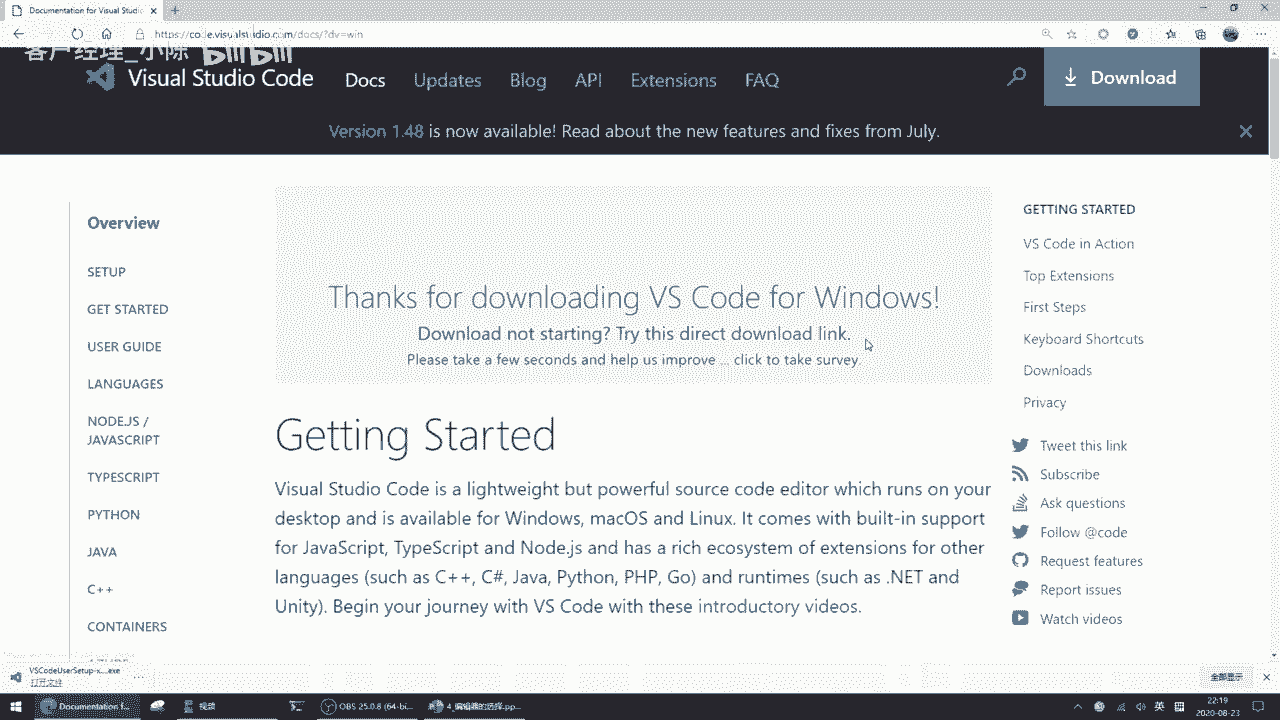 Documentation for Visual Studio
https://code.visualstudio.com/docs/?dv=win
客户经理_小陈 bilibili
Visual Studio Code
Docs
Updates
Blog
API
Extensions
FAQ
Download
Version 1.48 is now available! Read about the new features and fixes from July.
Overview
SETUP
GET STARTED
USER GUIDE
LANGUAGES
NODE.JS /
JAVASCRIPT
TYPESCRIPT
PYTHON
JAVA
C++
CONTAINERS
Thanks for downloading VS Code for Windows!
Download not starting? Try this direct download link.
Please take a few seconds and help us improve ... click to take survey.
Getting Started
Visual Studio Code is a lightweight but powerful source code editor which runs on your
desktop and is available for Windows, macOS and Linux. It comes with built-in support
for JavaScript, TypeScript and Node.js and has a rich ecosystem of extensions for other
languages (such as C++, C#, Java, Python, PHP, Go) and runtimes (such as .NET and
Unity). Begin your journey with VS Code with these introductory videos.
GETTING STARTED
VS Code in Action
Top Extensions
First Steps
Keyboard Shortcuts
Downloads
Privacy
Tweet this link
Subscribe
Ask questions
Follow @code
Request features
Report issues
Watch videos
VSCodeUserSetup-x....exe
打开文件
全部显示
Documentation f...
视频
OBS 25.0.8 (64-bi...
4_编辑器的选择.pp...
英
22:19
2020-08-23